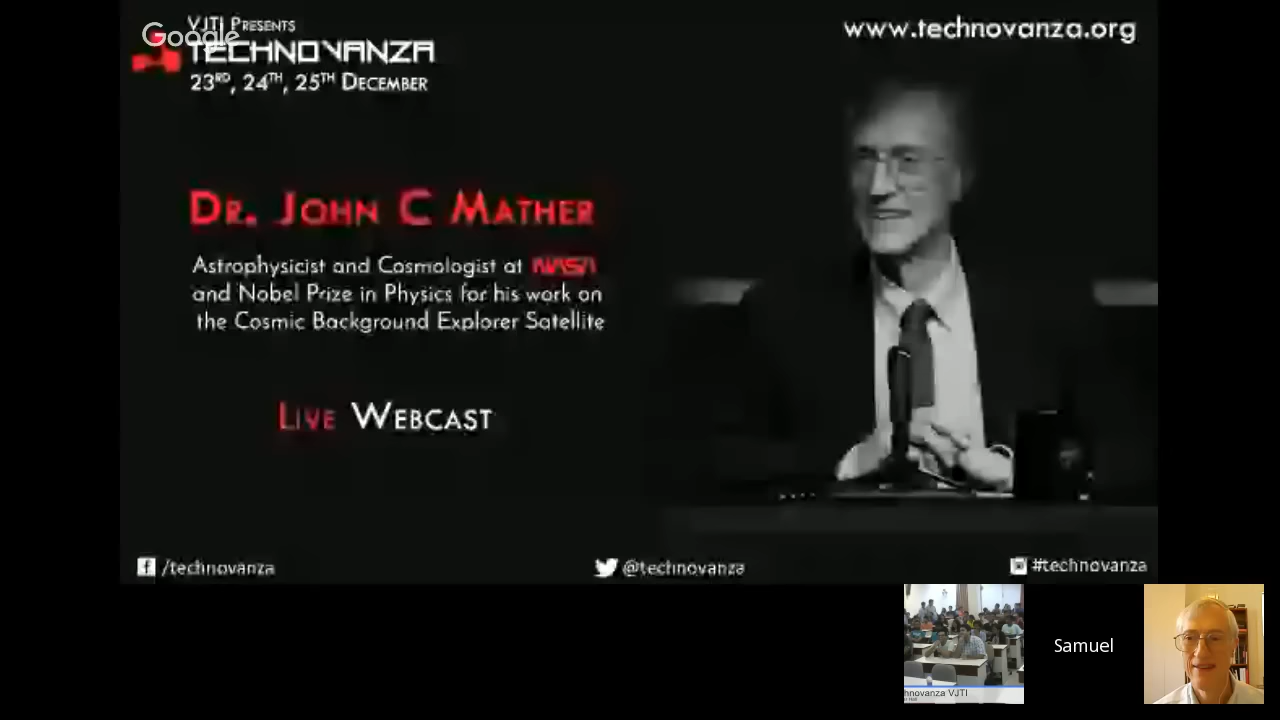 VJTI Presents
Google
TECHNOVANZA
23RD, 24TH, 25TH December
www.technovanza.org
Dr. John C Mather
Astrophysicist and Cosmologist at NASA
and Nobel Prize in Physics for his work on
the Cosmic Background Explorer Satellite
Live Webcast
/technovanza
@technovanza
#technovanza
hnovanza VJTI
Samuel